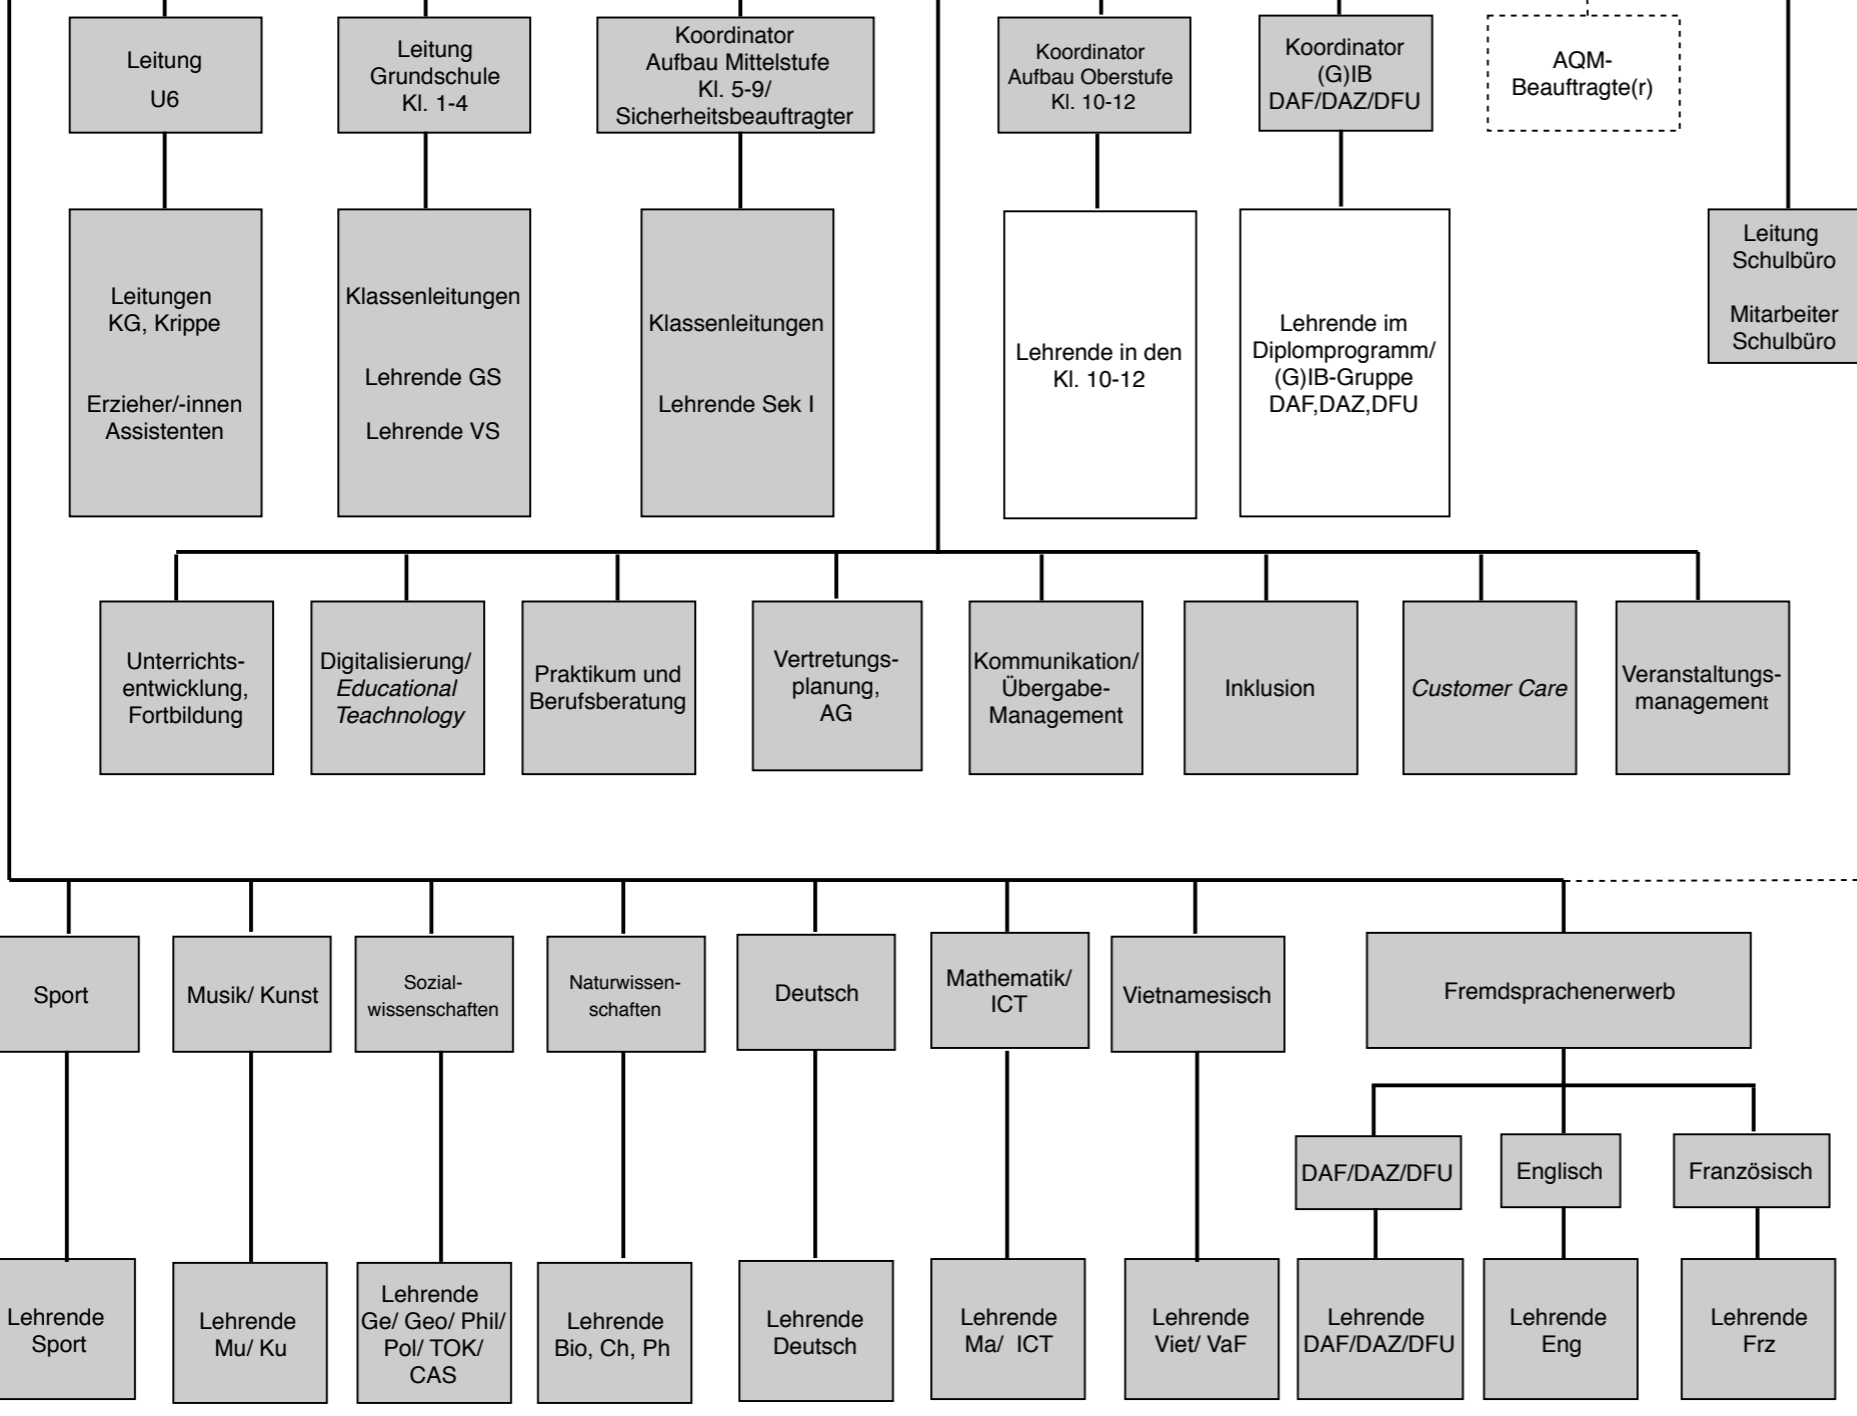 Leitung
U6
Leitung
Grundschule
Kl. 1-4
Koordinator
Aufbau Mittelstufe
Kl. 5-9/
Sicherheitsbeauftragter
Koordinator
Aufbau Oberstufe
Kl. 10-12
Koordinator
(G)IB
DAF/DAZ/DFU
AQM-
Beauftragte(r)
Leitungen
KG, Krippe
Erzieher/-innen
Assistenten
Klassenleitungen
Lehrende GS
Lehrende VS
Klassenleitungen
Lehrende Sek I
Lehrende in den
Kl. 10-12
Lehrende im
Diplomprogramm/
(G)IB-Gruppe
DAF,DAZ,DFU
Leitung
Schulbüro
Mitarbeiter
Schulbüro
Unterrichts-
entwicklung,
Fortbildung
Digitalisierung/
Educational
Teachnology
Praktikum und
Berufsberatung
Vertretungs-
planung,
AG
Kommunikation/
Übergabe-
Management
Inklusion
Customer Care
Veranstaltungs-
management
Sport
Musik/ Kunst
Sozial-
wissenschaften
Naturwissen-
schaften
Deutsch
Mathematik/
ICT
Vietnamesisch
Fremdsprachenerwerb
DAF/DAZ/DFU
Englisch
Französisch
Lehrende
Sport
Lehrende
Mu/ Ku
Lehrende
Ge/ Geo/ Phil/
Pol/ TOK/
CAS
Lehrende
Bio, Ch, Ph
Lehrende
Deutsch
Lehrende
Ma/ ICT
Lehrende
Viet/ VaF
Lehrende
DAF/DAZ/DFU
Lehrende
Eng
Lehrende
Frz